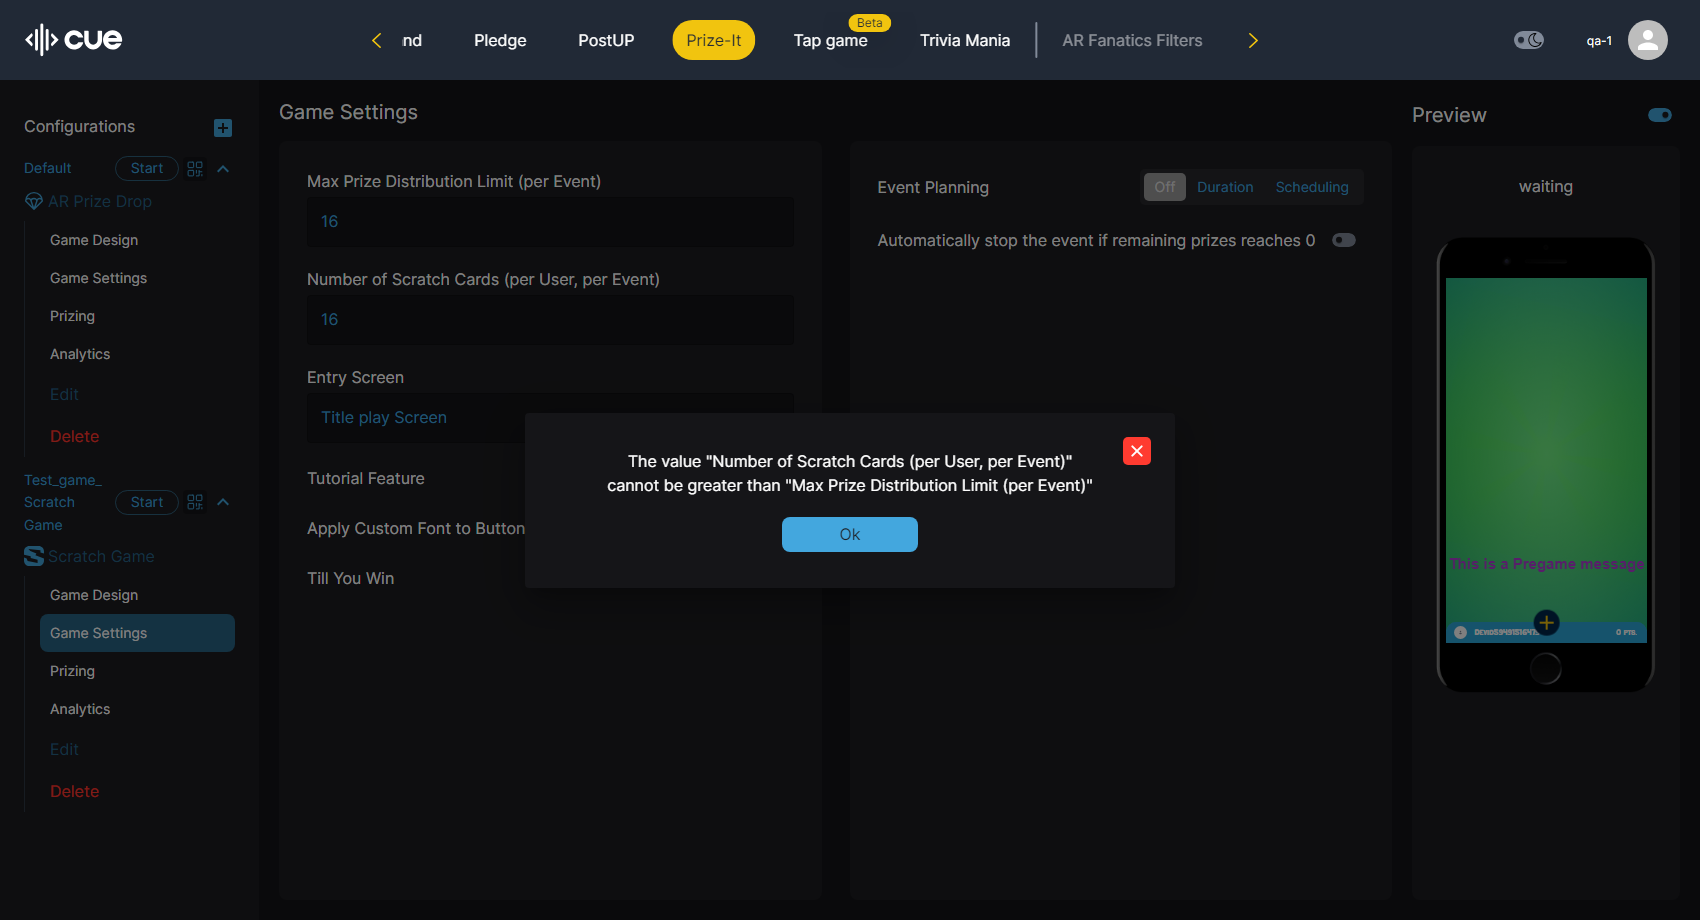 cue
nd
Pledge
PostUP
Prize-It
Beta
Tap game
Trivia Mania
AR Fanatics Filters
qa-1
Configurations
Default
Start
AR Prize Drop
Game Design
Game Settings
Prizing
Analytics
Edit
Delete
Test_game_
Scratch
Game
Start
Scratch Game
Game Design
Game Settings
Prizing
Analytics
Edit
Delete
Game Settings
Max Prize Distribution Limit (per Event)
16
Number of Scratch Cards (per User, per Event)
16
Entry Screen
Title play Screen
Tutorial Feature
Apply Custom Font to Button
Till You Win
Event Planning
Off
Duration
Scheduling
Automatically stop the event if remaining prizes reaches 0
The value "Number of Scratch Cards (per User, per Event)"
cannot be greater than "Max Prize Distribution Limit (per Event)"
Ok
Preview
waiting
This is a Pregame message
0 PTS.